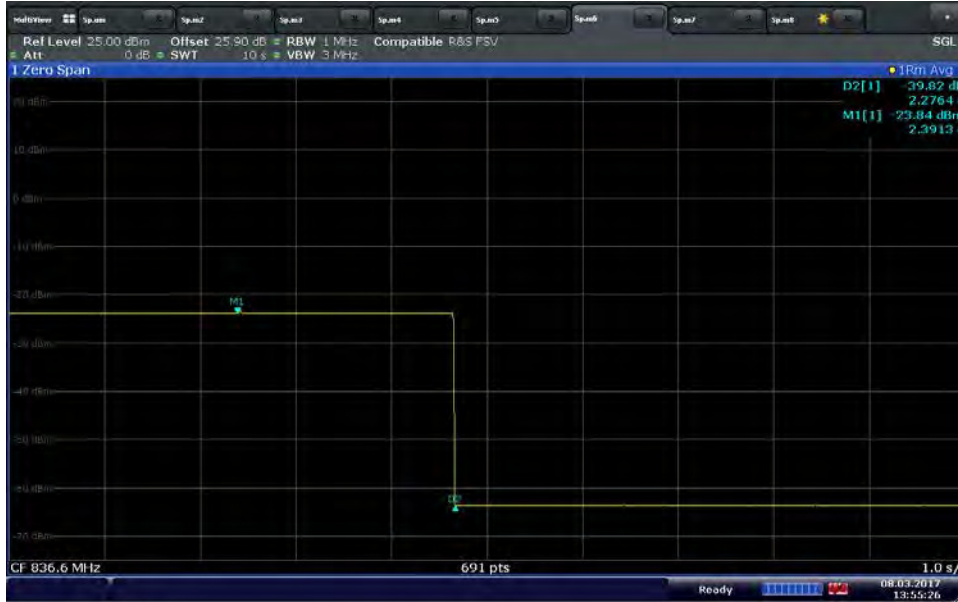 MultiView Sp.um Sp.m2 Sp.m3 Sp.m4 Sp.m5 Sp.m6 Sp.m7 Sp.m8
Ref Level 25.00 dBm Offset 25.90 dB RBW 1 MHz Compatible R&S FSV SGL
Att 0 dB SWT 10 s VBW 3 MHz
1 Zero Span 1Rm Avg
D2[1] -39.82 d
2.2764
M1[1] -23.84 dBm
2.3913
10 dBm
0 dBm
-10 dBm
-20 dBm
M1
-30 dBm
-40 dBm
-50 dBm
-60 dBm
D2
-70 dBm
CF 836.6 MHz 691 pts 1.0 s/
Ready 08.03.2017
13:55:26